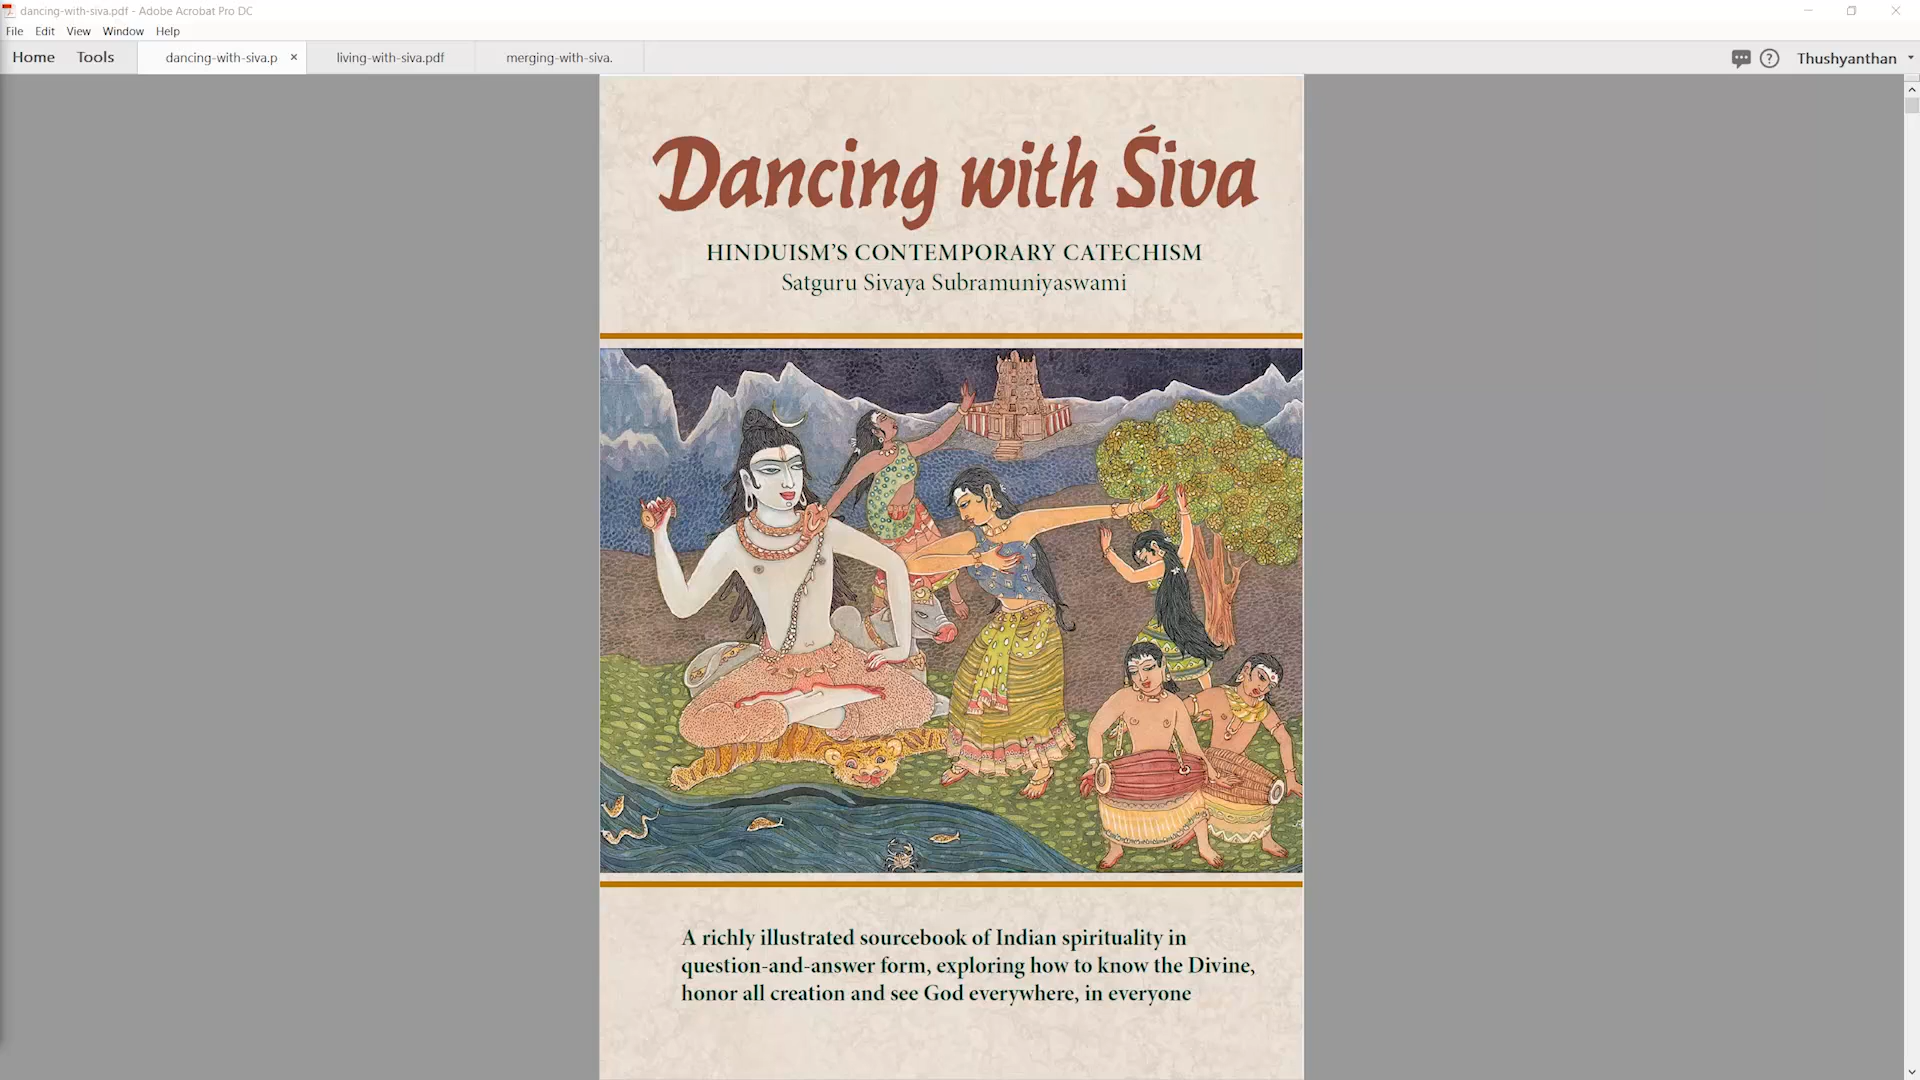 dancing-with-siva.pdf - Adobe Acrobat Pro DC
File Edit View Window Help
Home Tools dancing-with-siva.p × living-with-siva.pdf merging-with-siva. ? Thushyanthan
Dancing with Śiva
HINDUISM'S CONTEMPORARY CATECHISM
Satguru Sivaya Subramuniyaswami
A richly illustrated sourcebook of Indian spirituality in
question-and-answer form, exploring how to know the Divine,
honor all creation and see God everywhere, in everyone